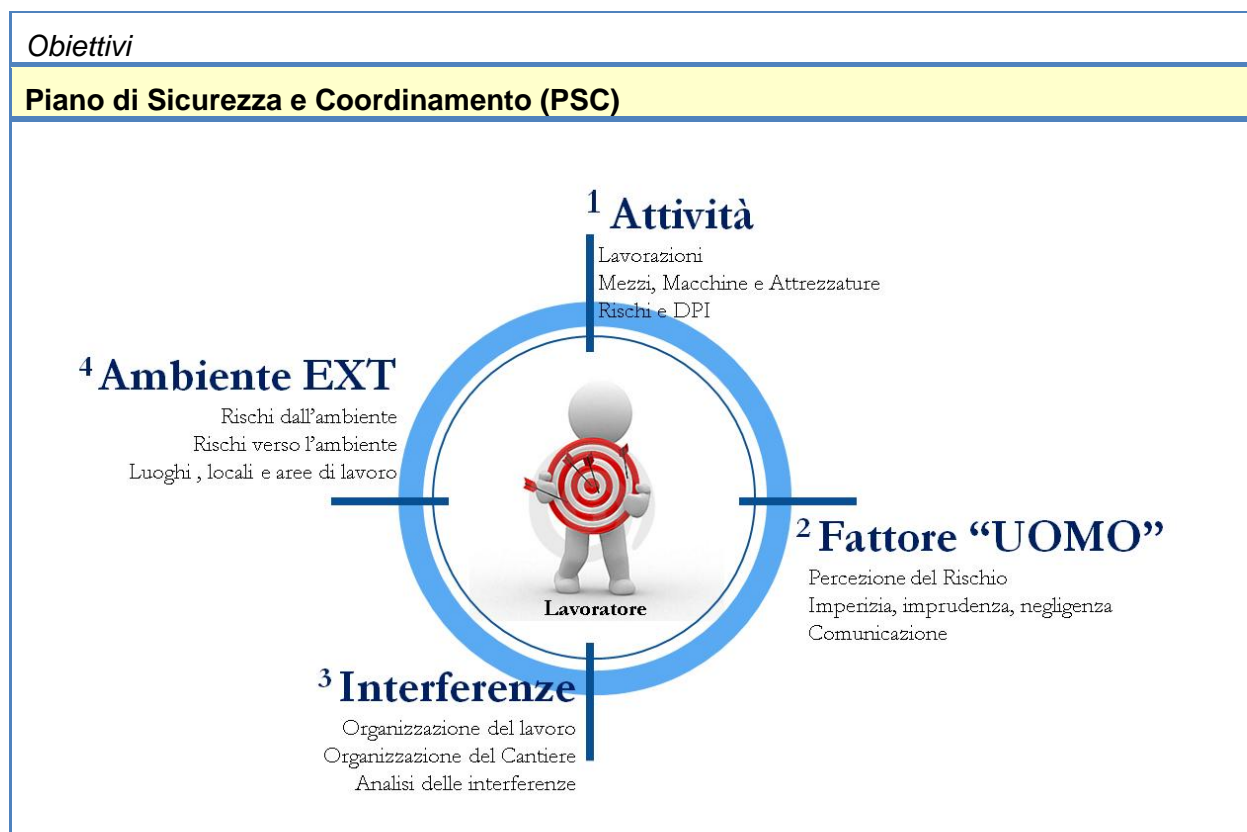 Obiettivi
Piano di Sicurezza e Coordinamento (PSC)
1 Attività
Lavorazioni
Mezzi, Macchine e Attrezzature
Rischi e DPI
4 Ambiente EXT
Rischi dall'ambiente
Rischi verso l'ambiente
Luoghi , locali e aree di lavoro
2 Fattore “UOMO”
Percezione del Rischio
Imperizia, imprudenza, negligenza
Comunicazione
Lavoratore
3 Interferenze
Organizzazione del lavoro
Organizzazione del Cantiere
Analisi delle interferenze